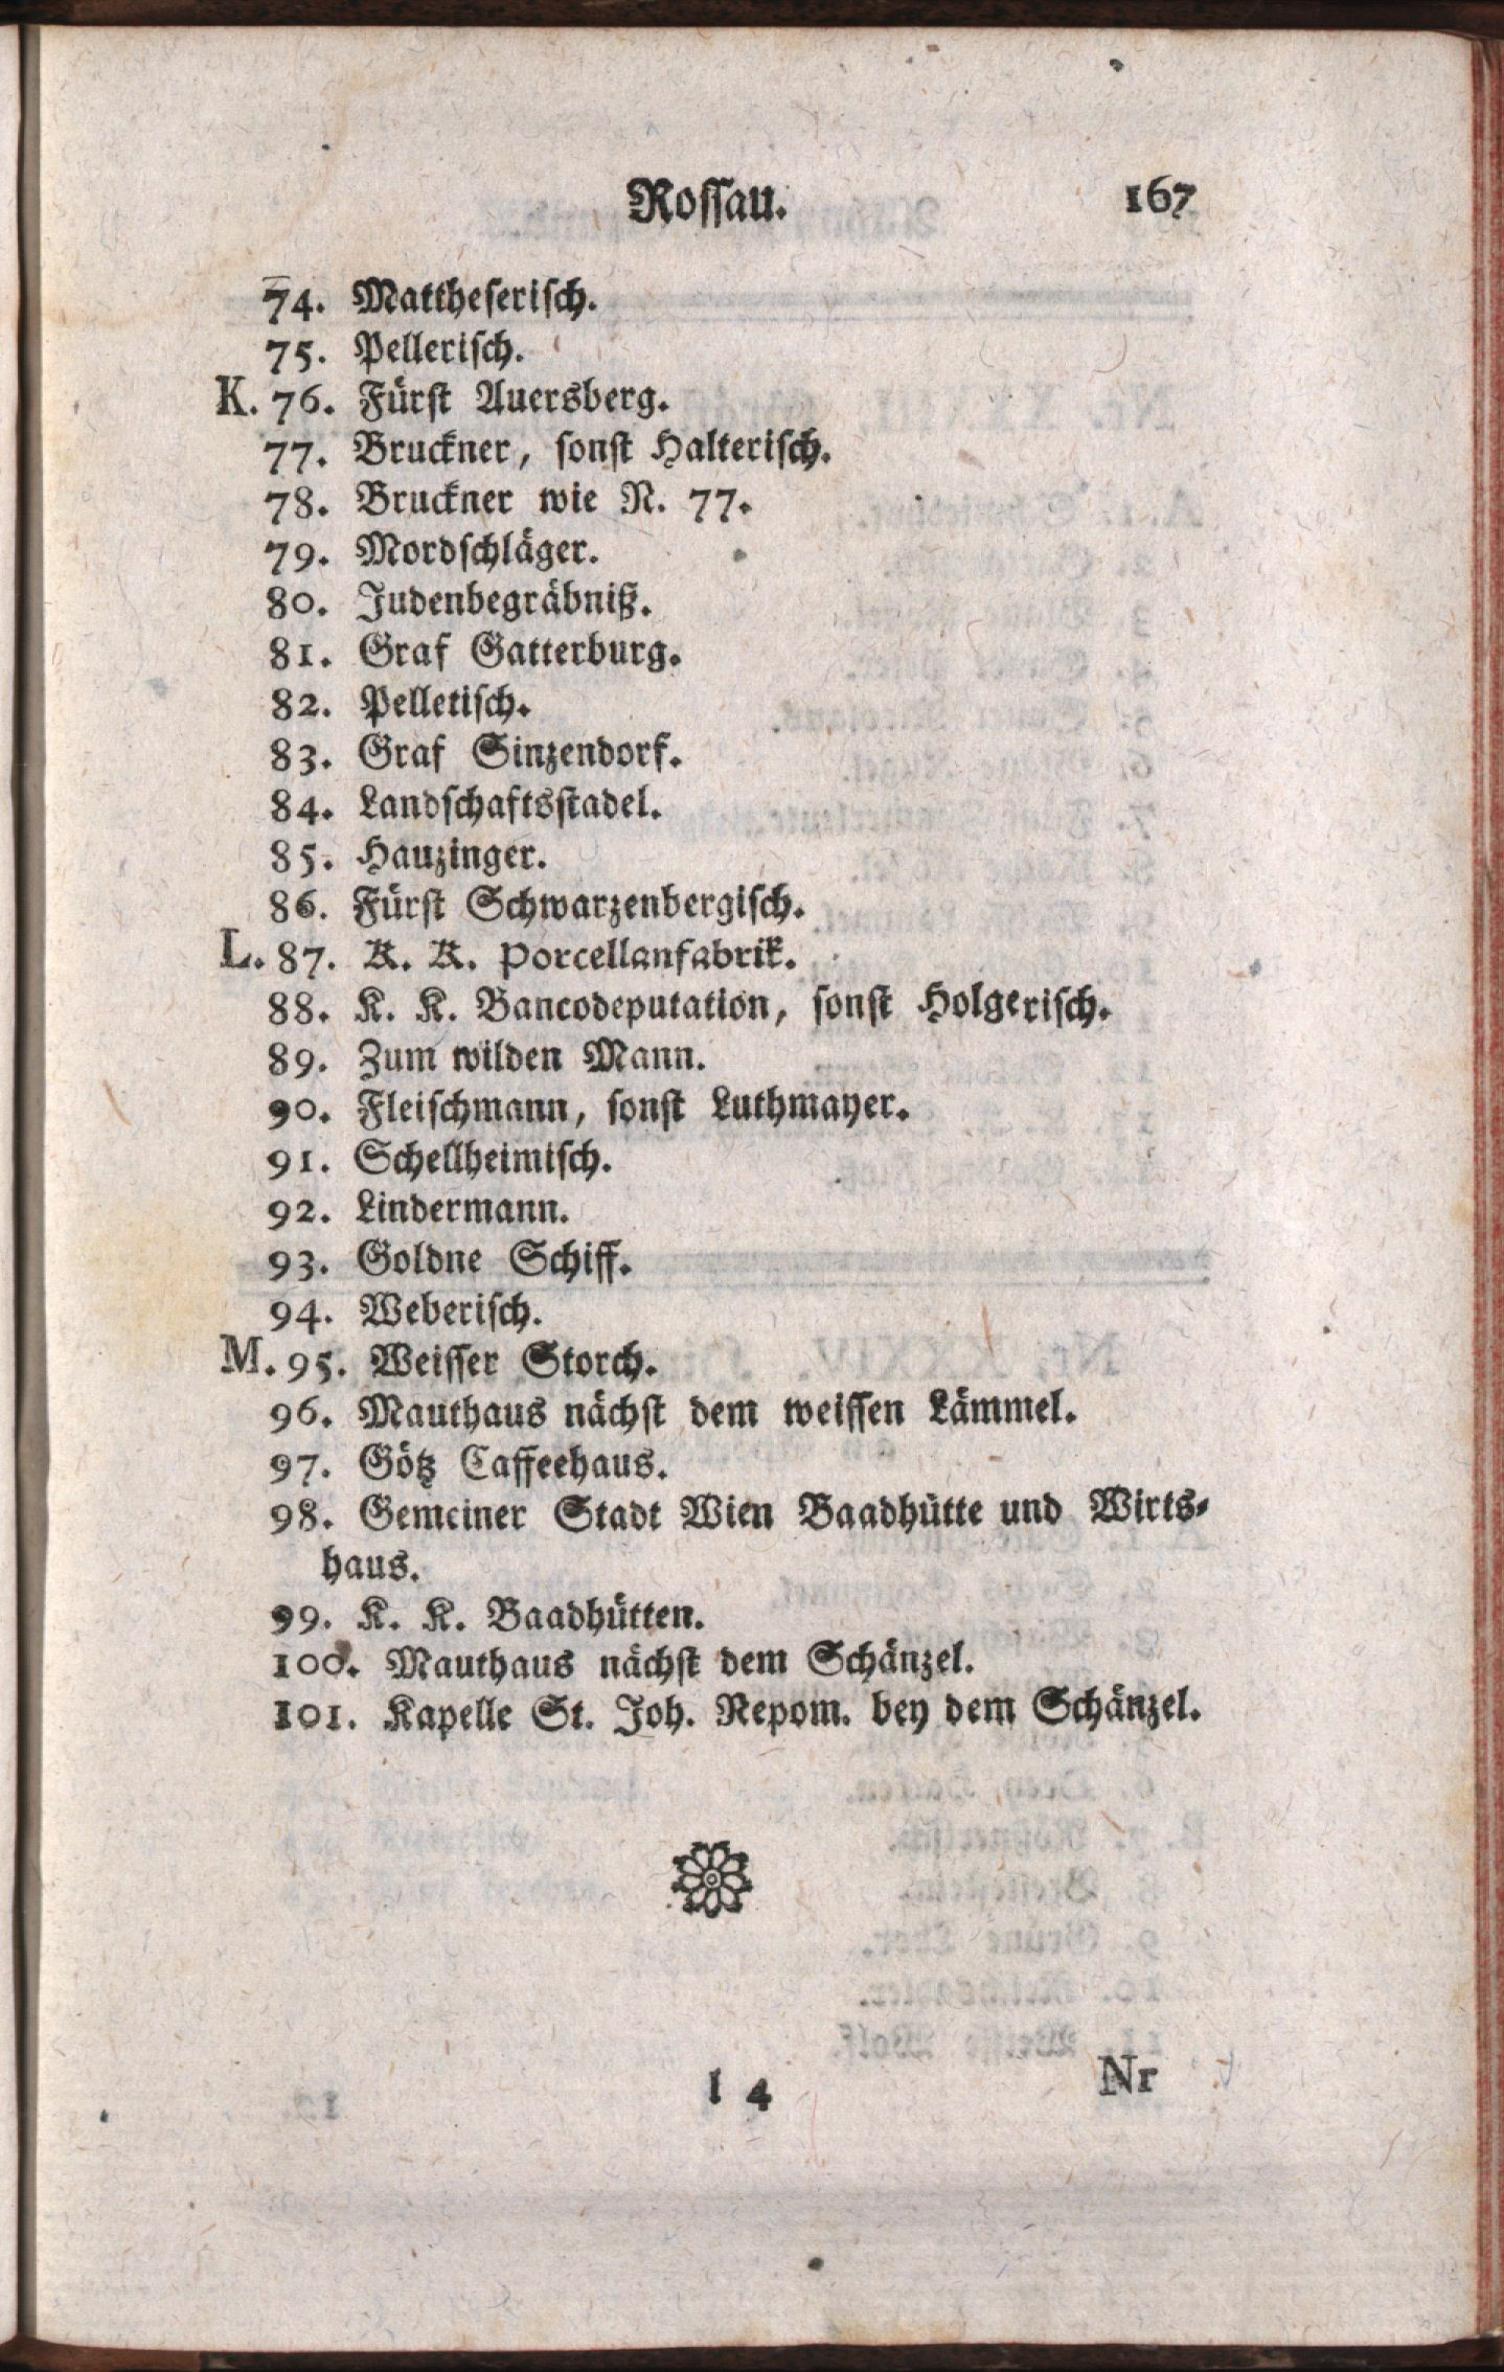 Rossau. 167
74. Mattheserisch.
75. Pellerisch.
K. 76. Fürst Auersberg.
77. Bruckner, sonst Halterisch.
78. Bruckner wie N. 77.
79. Mordschläger.
80. Judenbegräbniß.
81. Graf Gatterburg.
82. Pelletisch.
83. Graf Sinzendorf.
84. Landschaftsstadel.
85. Hauzinger.
86. Fürst Schwarzenbergisch.
L. 87. K. K. Porcellanfabrik.
88. K. K. Bancodeputation, sonst Holgerisch.
89. Zum wilden Mann.
90. Fleischmann, sonst Luthmayer.
91. Schellheimisch.
92. Lindermann.
93. Goldne Schiff.
94. Weberisch.
M. 95. Weisser Storch.
96. Mauthaus nächst dem weissen Lämmel.
97. Götz Caffeehaus.
98. Gemeiner Stadt Wien Baadhütte und Wirts-
haus.
99. K. K. Baadhütten.
100. Mauthaus nächst dem Schänzel.
101. Kapelle St. Joh. Nepom. bey dem Schänzel.
l 4 Nr